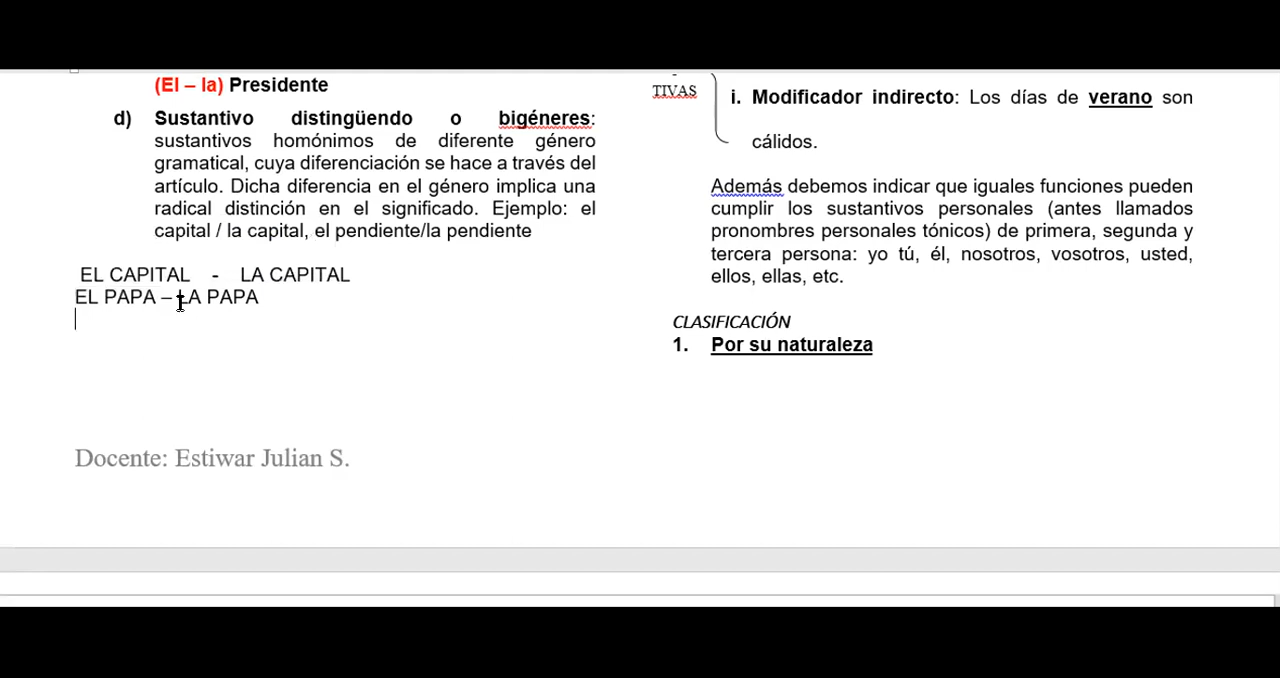 (El – la) Presidente
d) Sustantivo distingüendo o bigéneres:
sustantivos homónimos de diferente género
gramatical, cuya diferenciación se hace a través del
artículo. Dicha diferencia en el género implica una
radical distinción en el significado. Ejemplo: el
capital / la capital, el pendiente/la pendiente
EL CAPITAL - LA CAPITAL
EL PAPA – LA PAPA
Docente: Estiwar Julian S.
TIVAS
i. Modificador indirecto: Los días de verano son
cálidos.
Además debemos indicar que iguales funciones pueden
cumplir los sustantivos personales (antes llamados
pronombres personales tónicos) de primera, segunda y
tercera persona: yo tú, él, nosotros, vosotros, usted,
ellos, ellas, etc.
CLASIFICACIÓN
1. Por su naturaleza